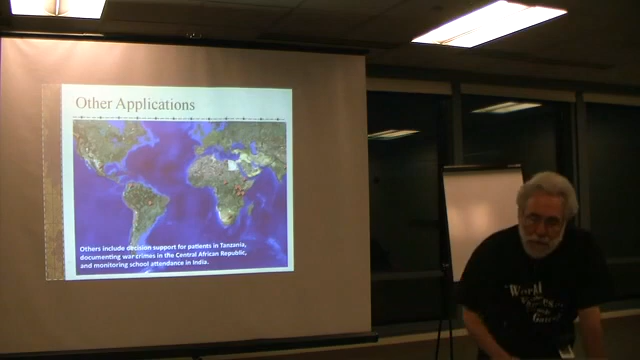 Other Applications
Others include decision support for patients in Tanzania,
documenting war crimes in the Central African Republic,
and monitoring school attendance in India.
World